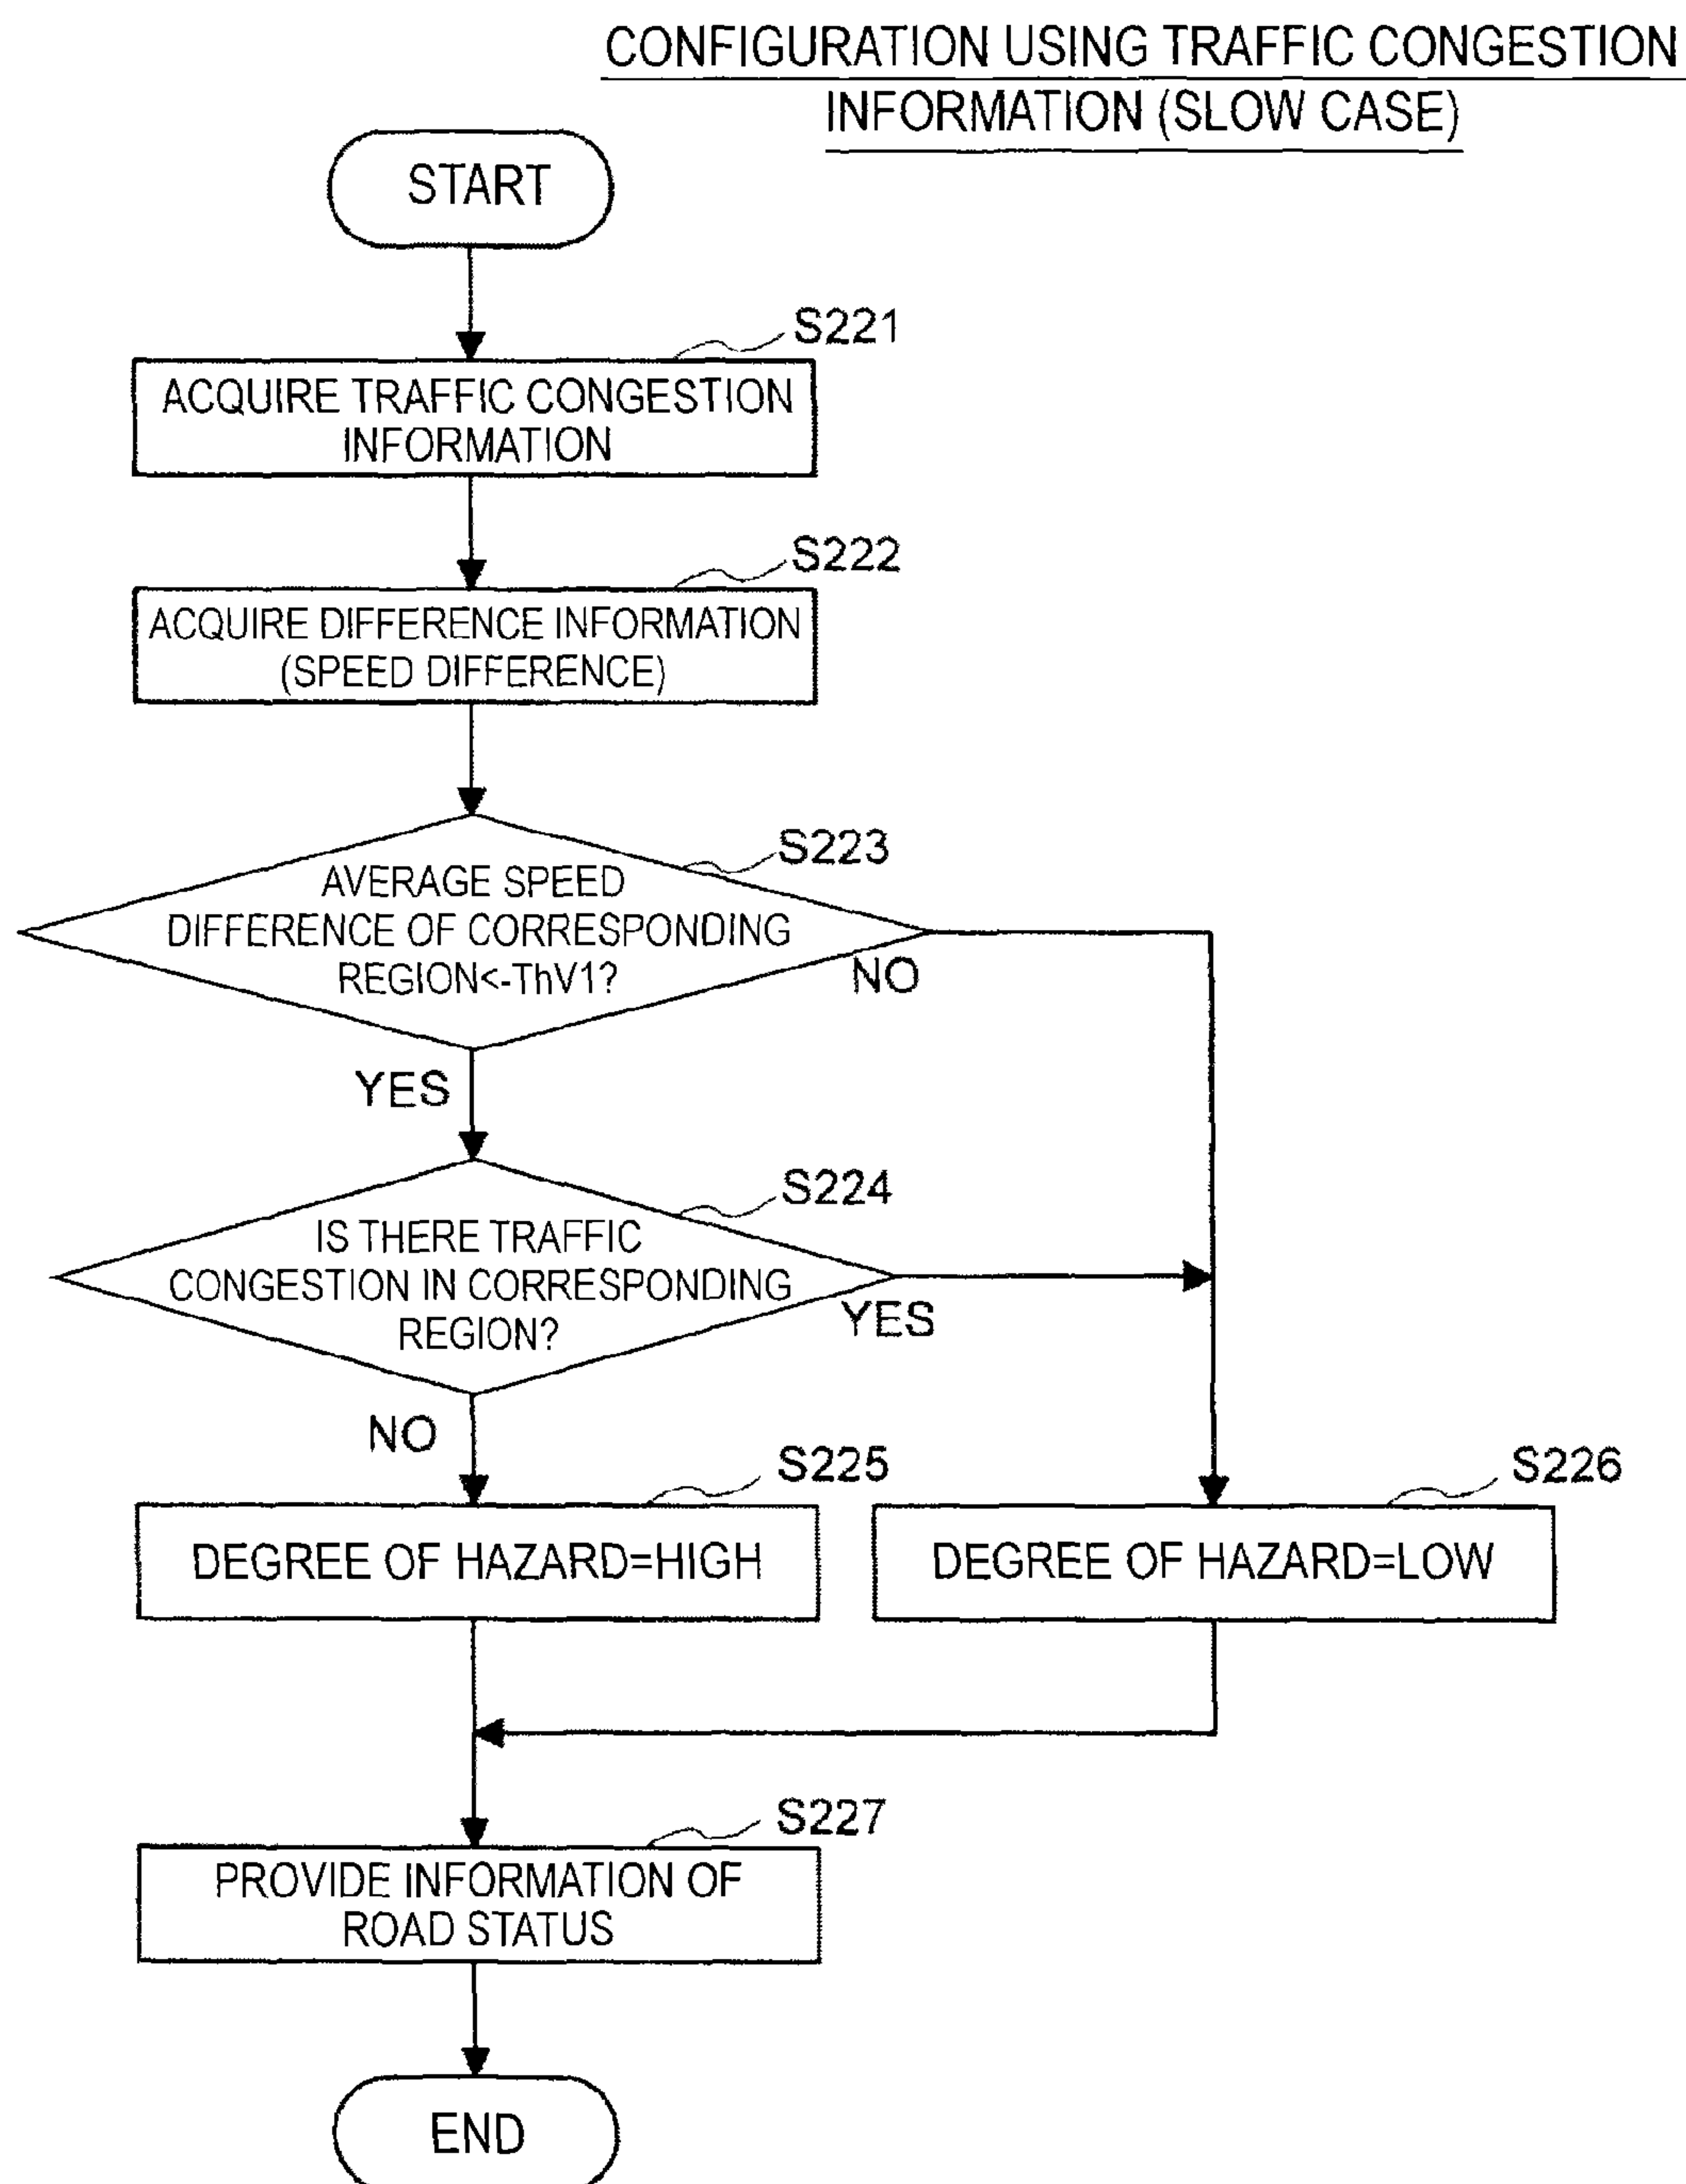 CONFIGURATION USING TRAFFIC CONGESTION
INFORMATION (SLOW CASE)
START
S221
ACQUIRE TRAFFIC CONGESTION
INFORMATION
S222
ACQUIRE DIFFERENCE INFORMATION
(SPEED DIFFERENCE)
S223
AVERAGE SPEED
DIFFERENCE OF CORRESPONDING
REGION<-ThV1?
NO
YES
S224
IS THERE TRAFFIC
CONGESTION IN CORRESPONDING
REGION?
YES
NO
S225
DEGREE OF HAZARD=HIGH
S226
DEGREE OF HAZARD=LOW
S227
PROVIDE INFORMATION OF
ROAD STATUS
END